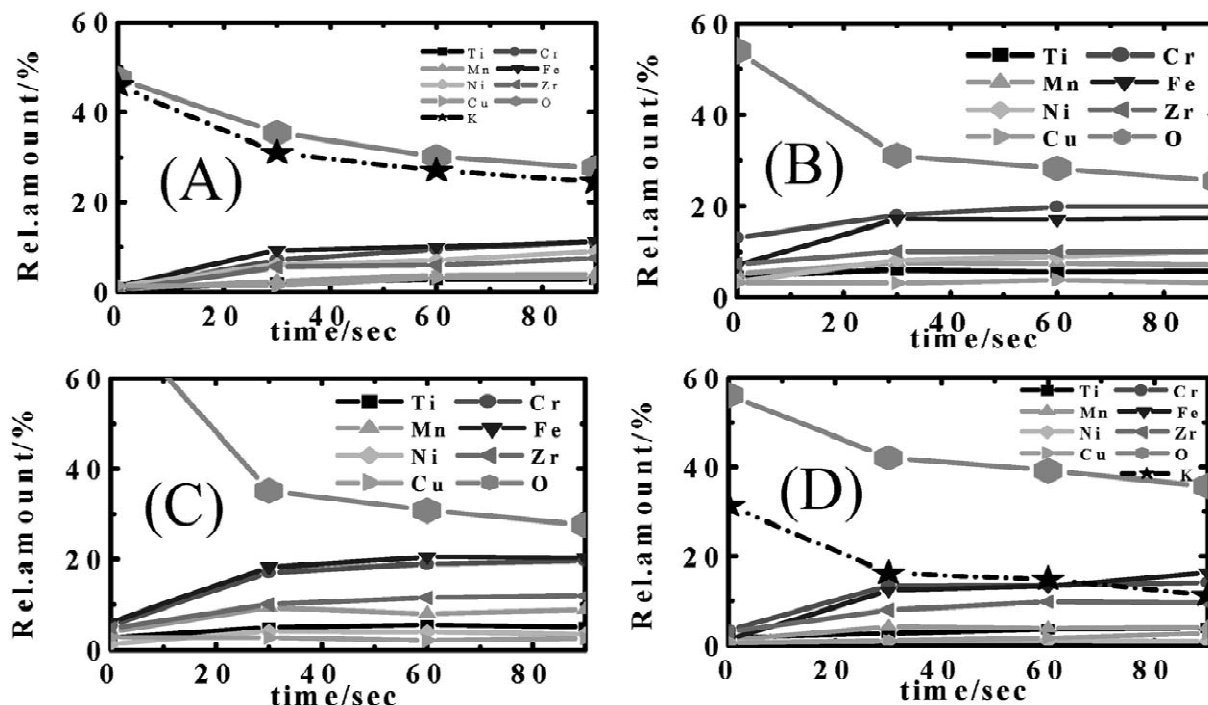 Rel.amount/%
60
40
20
0
Ti Cr
Mn Fe
Ni Zr
Cu O
K
(A)
0 20 40 60 80
time/sec
Rel.amount/%
60
40
20
0
Ti Cr
Mn Fe
Ni Zr
Cu O
(B)
0 20 40 60 80
time/sec
Rel.amount/%
60
40
20
0
Ti Cr
Mn Fe
Ni Zr
Cu O
(C)
0 20 40 60 80
time/sec
Rel.amount/%
60
40
20
0
Ti Cr
Mn Fe
Ni Zr
Cu O
K
(D)
0 20 40 60 80
time/sec